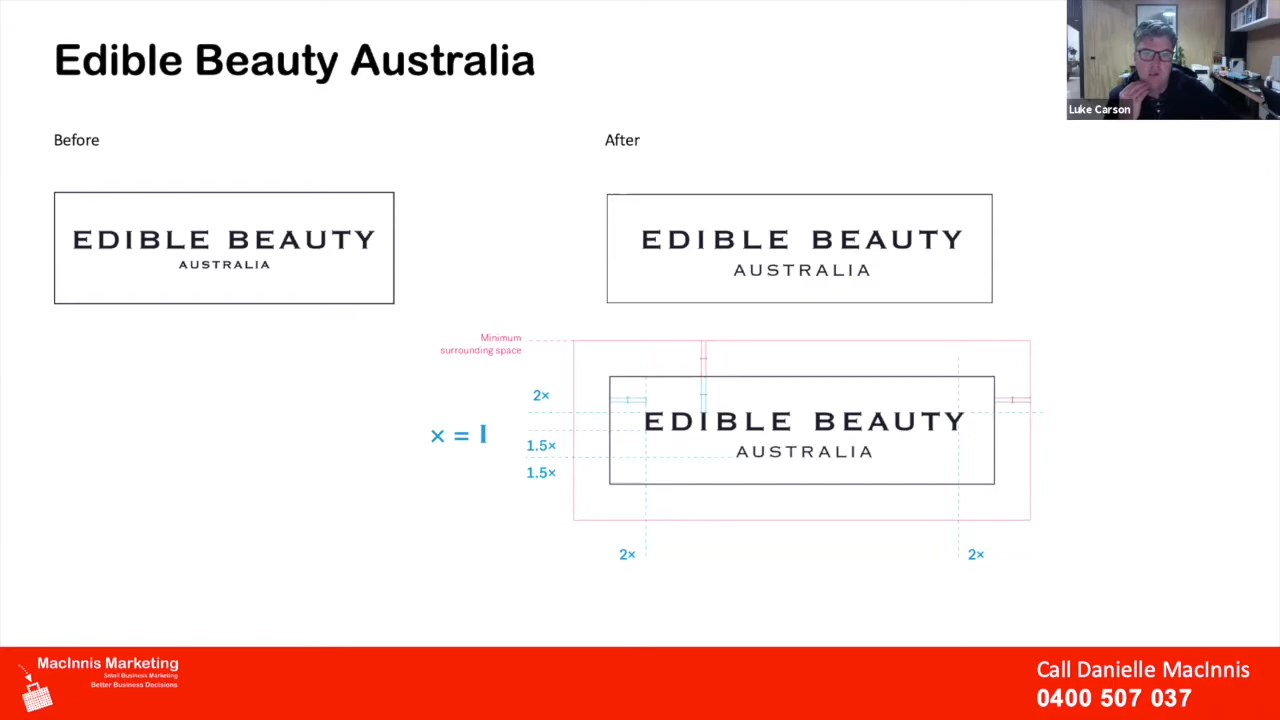 Edible Beauty Australia
Luke Carson
Before
After
EDIBLE BEAUTY
AUSTRALIA
EDIBLE BEAUTY
AUSTRALIA
Minimum
surrounding space
2×
× = I
1.5×
1.5×
EDIBLE BEAUTY
AUSTRALIA
2×
2×
MacInnis Marketing
Small Business Marketing
Better Business Decisions
Call Danielle MacInnis
0400 507 037